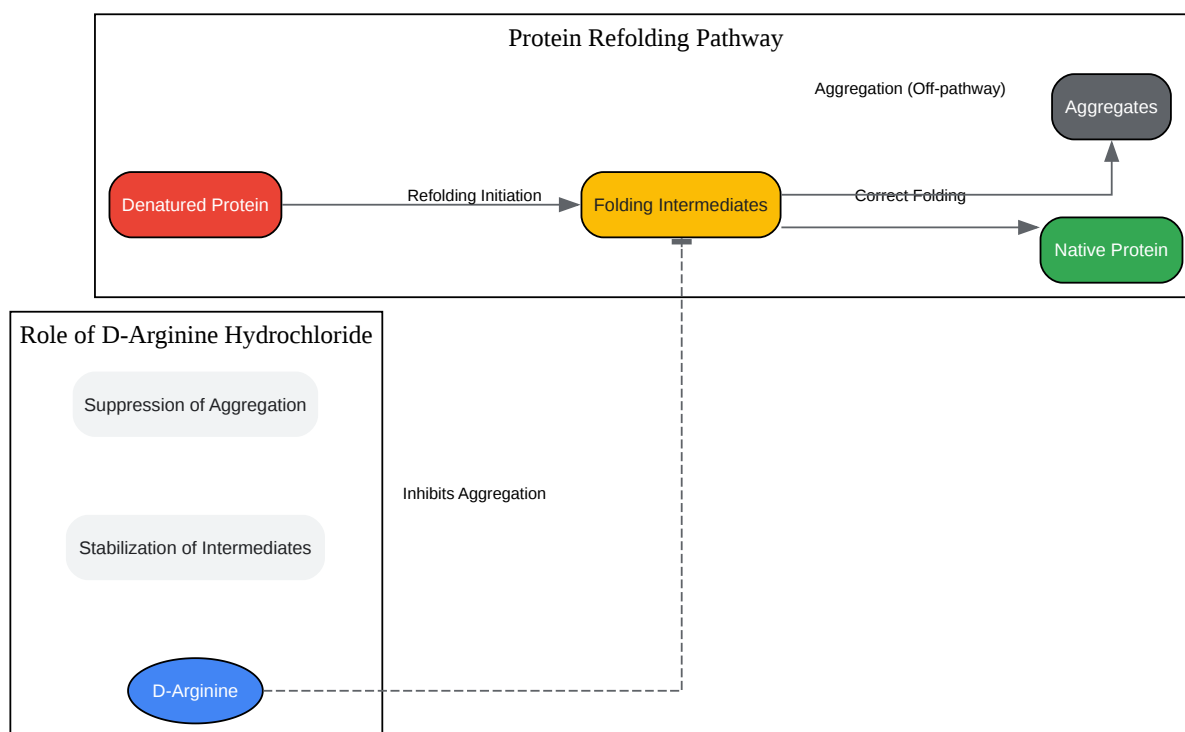 Protein Refolding Pathway
Aggregation (Off-pathway)
Aggregates
Denatured Protein
Refolding Initiation
Folding Intermediates
Correct Folding
Native Protein
Role of D-Arginine Hydrochloride
Suppression of Aggregation
Inhibits Aggregation
Stabilization of Intermediates
D-Arginine